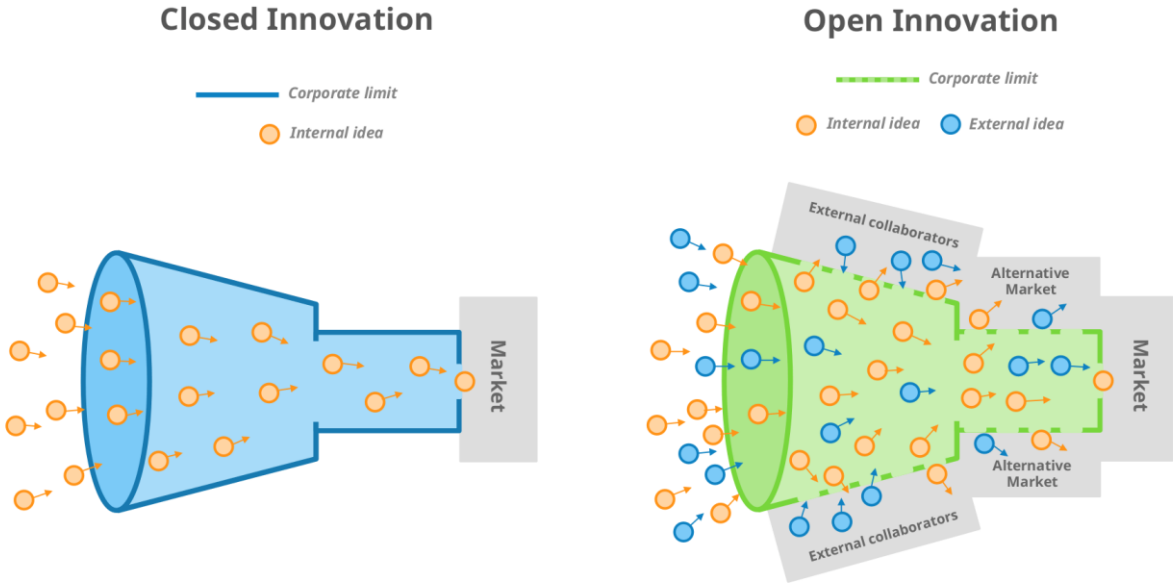 Closed Innovation
Corporate limit
Internal idea
Market
Open Innovation
Corporate limit
Internal idea
External idea
External collaborators
Alternative
Market
Market
Alternative
Market
External collaborators